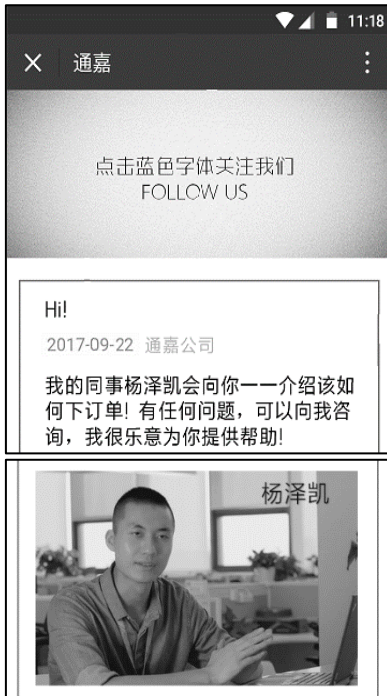 11:18
通嘉
点击蓝色字体关注我们
FOLLOW US
Hi!
2017-09-22 通嘉公司
我的同事杨泽凯会向你一一介绍该如
何下订单! 有任何问题，可以向我咨
询，我很乐意为你提供帮助!
杨泽凯